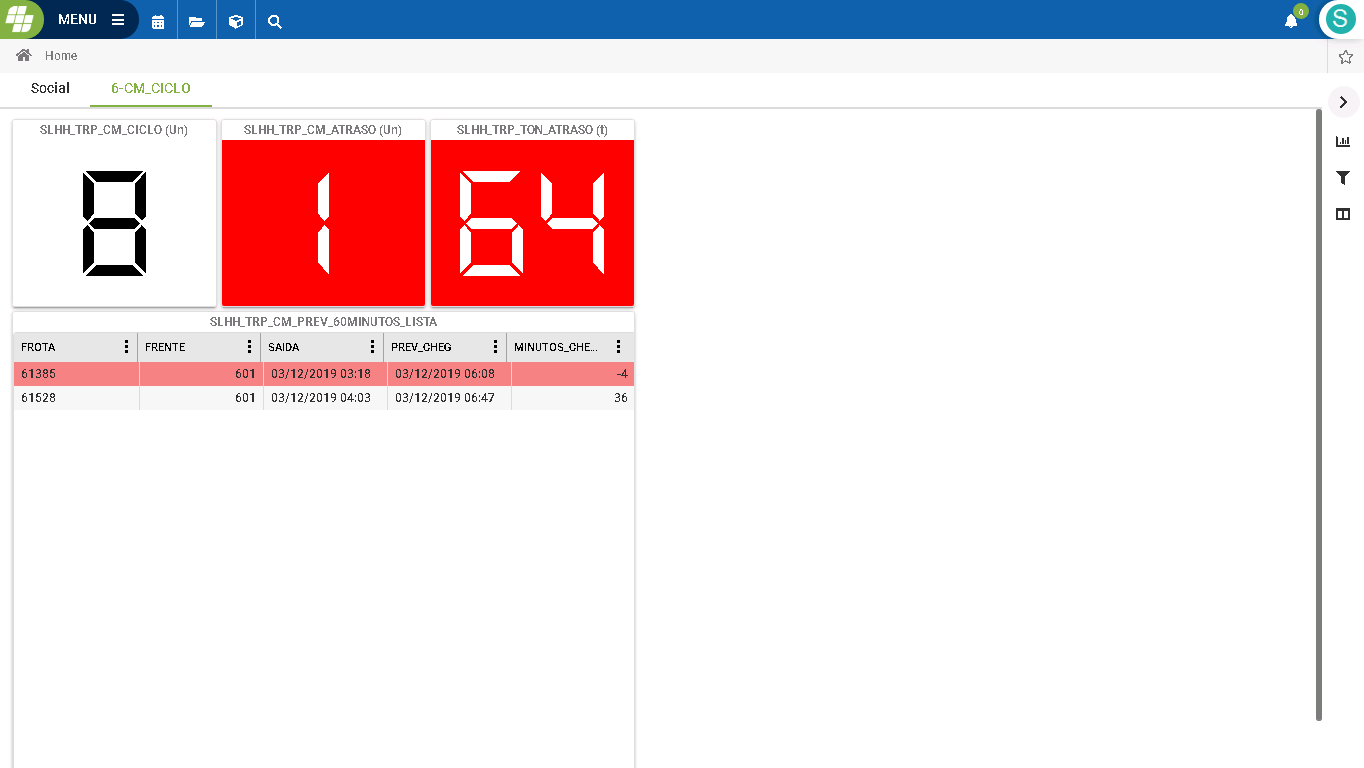 MENU
0
S
Home
Social 6-CM_CICLO
SLHH_TRP_CM_CICLO (Un) SLHH_TRP_CM_ATRASO (Un) SLHH_TRP_TON_ATRASO (t)
8 1 64
SLHH_TRP_CM_PREV_60MINUTOS_LISTA
FROTA FRENTE SAIDA PREV_CHEG MINUTOS_CHE...
61385 601 03/12/2019 03:18 03/12/2019 06:08 -4
61528 601 03/12/2019 04:03 03/12/2019 06:47 36